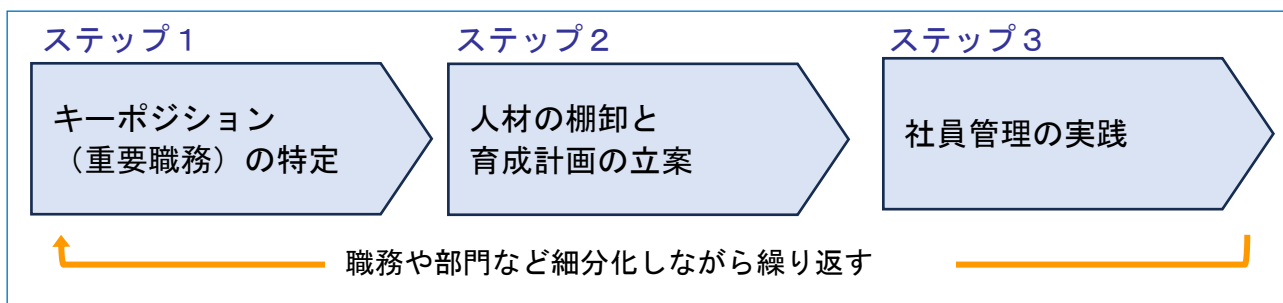 ステップ１
キーポジション
（重要職務）の特定
ステップ２
人材の棚卸と
育成計画の立案
ステップ３
社員管理の実践
職務や部門など細分化しながら繰り返す